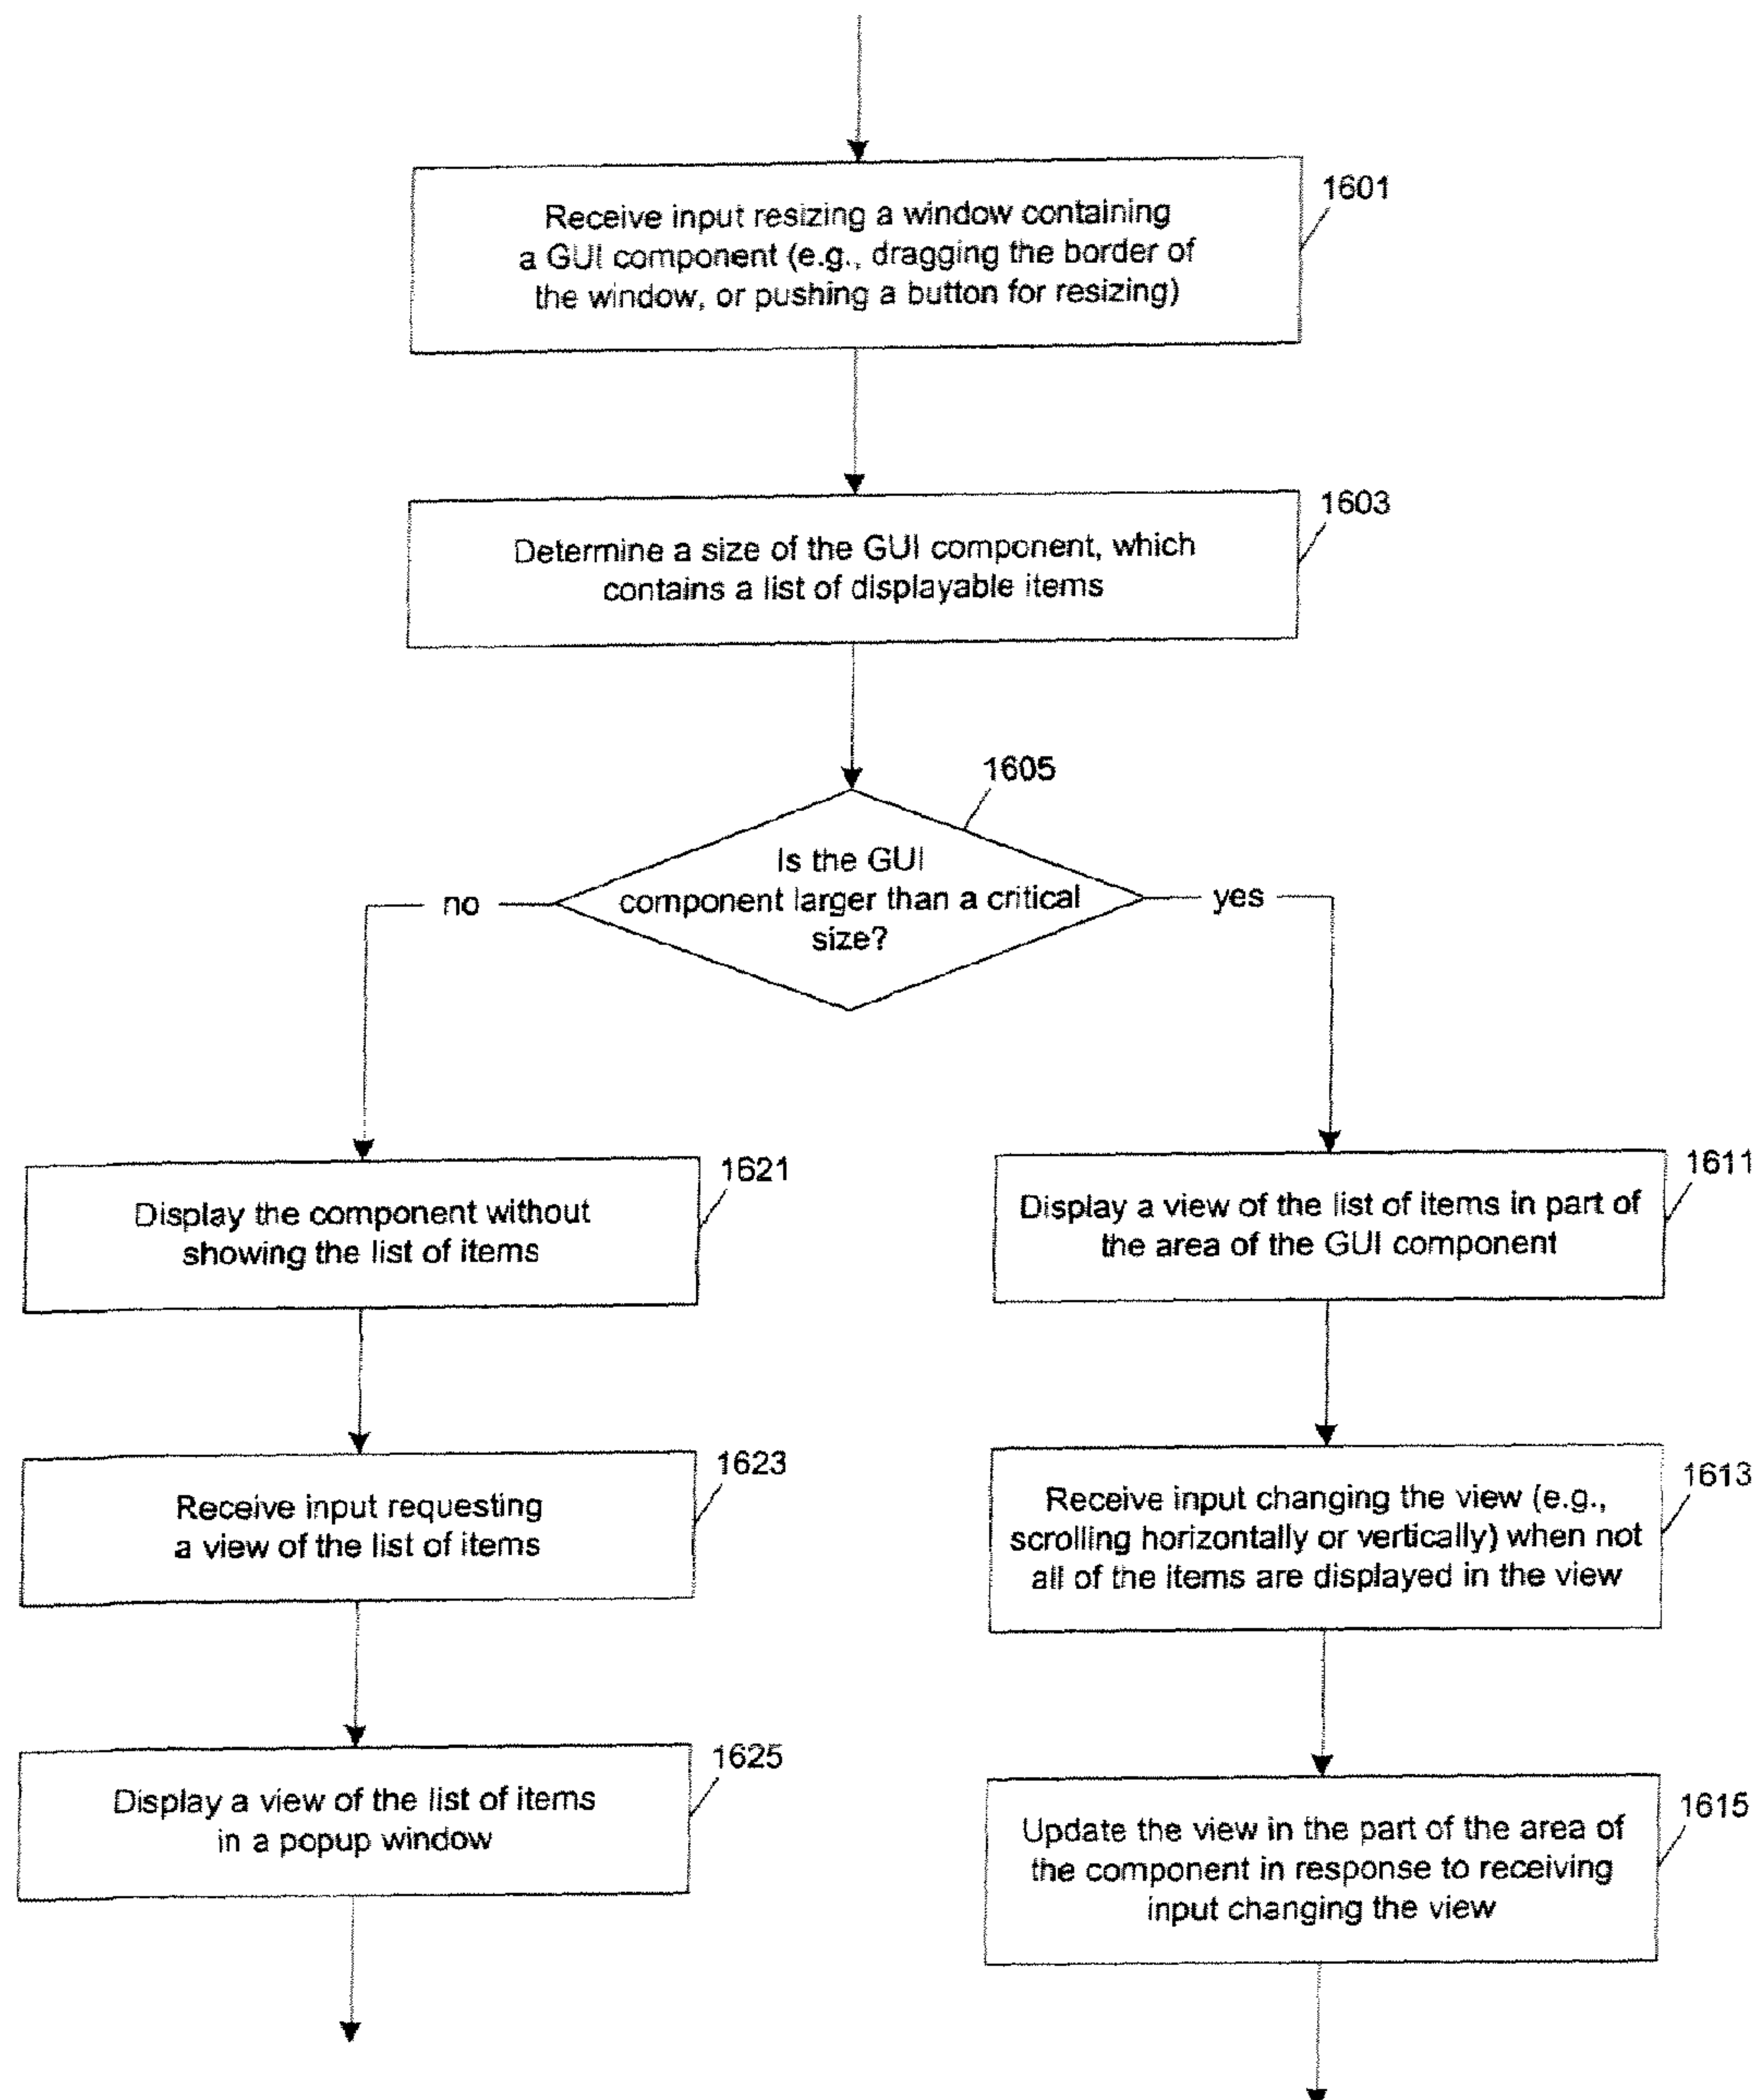 1601
Receive input resizing a window containing
a GUI component (e.g., dragging the border of
the window, or pushing a button for resizing)
1603
Determine a size of the GUI component, which
contains a list of displayable items
1605
Is the GUI
component larger than a critical
size?
no
yes
1621
Display the component without
showing the list of items
1611
Display a view of the list of items in part of
the area of the GUI component
1623
Receive input requesting
a view of the list of items
1613
Receive input changing the view (e.g.,
scrolling horizontally or vertically) when not
all of the items are displayed in the view
1625
Display a view of the list of items
in a popup window
1615
Update the view in the part of the area of
the component in response to receiving
input changing the view